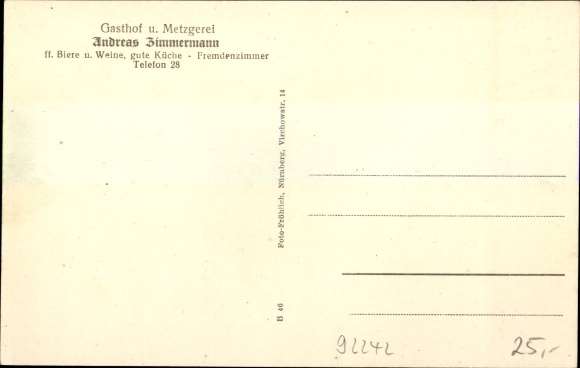 Gasthof u. Metzgerei
Andreas Zimmermann
ff. Biere u. Weine, gute Küche - Fremdenzimmer
Telefon 28
B 46 Foto-Fröhlich, Nürnberg, Virchowstr. 14
92242
25,-